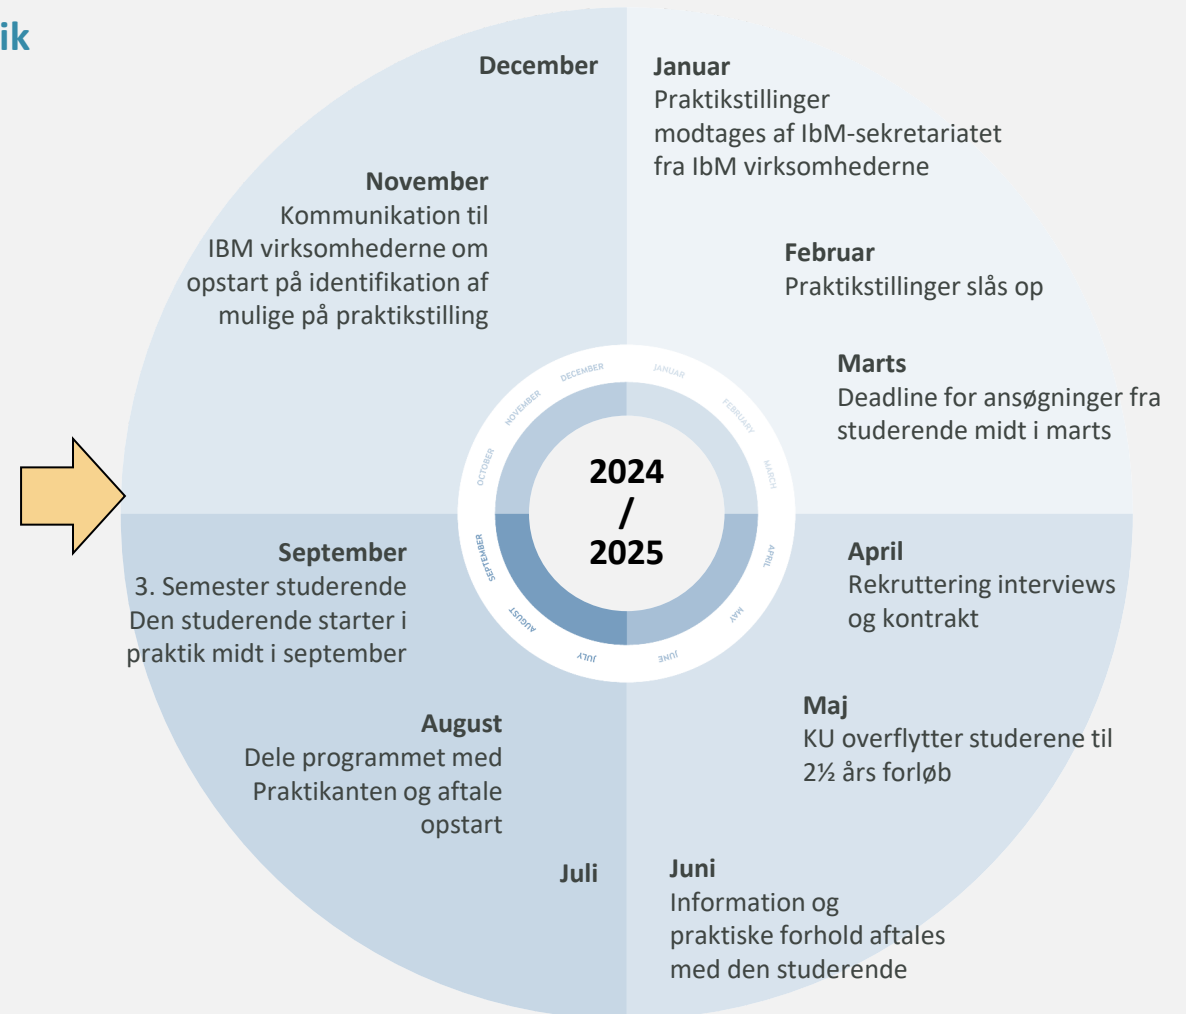 ik
December
Januar
Praktikstillinger
modtages af IbM-sekretariatet
fra IbM virksomhederne
November
Kommunikation til
IBM virksomhederne om
opstart på identifikation af
mulige på praktikstilling
Februar
Praktikstillinger slås op
Marts
Deadline for ansøgninger fra
studerende midt i marts
DECEMBER
JANUAR
NOVEMBER
FEBRUARY
OCTOBER
MARCH
2024
/
2025
SEPTEMBER
APRIL
AUGUST
MAY
JULY
JUNE
September
3. Semester studerende
Den studerende starter i
praktik midt i september
April
Rekruttering interviews
og kontrakt
August
Dele programmet med
Praktikanten og aftale
opstart
Maj
KU overflytter studerene til
2½ års forløb
Juli
Juni
Information og
praktiske forhold aftales
med den studerende